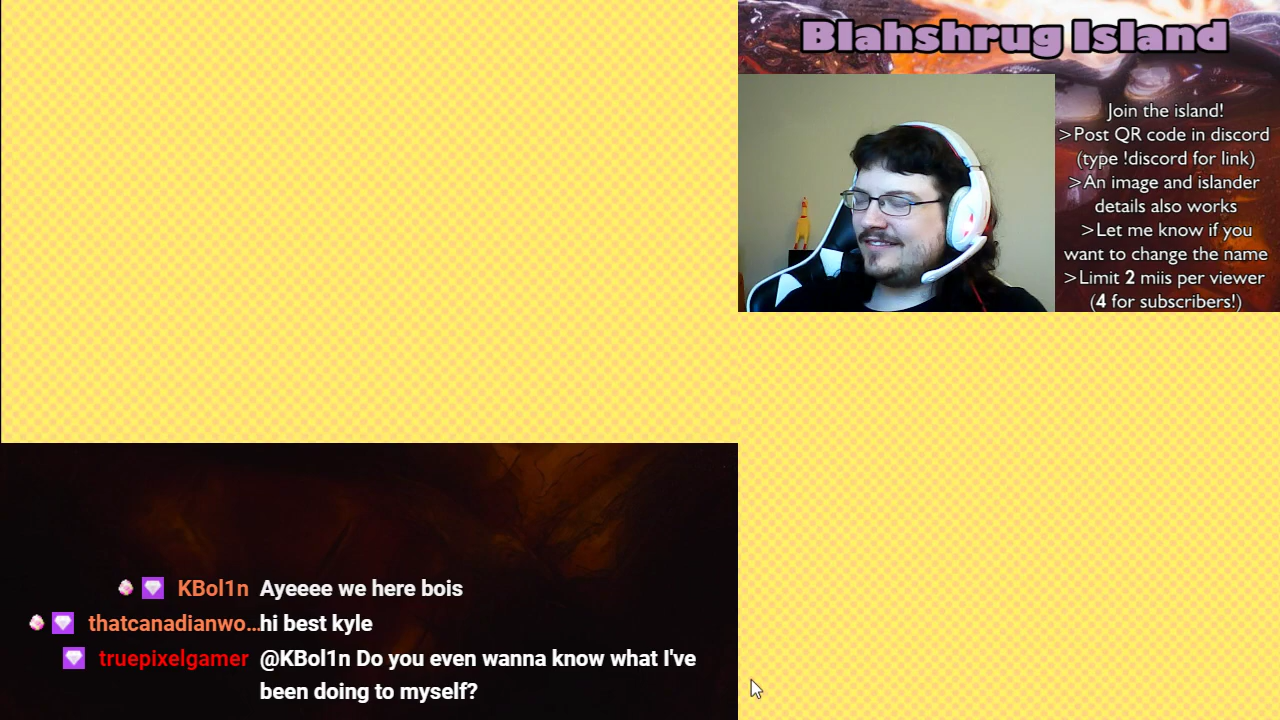 Blahshrug Island
Join the island!
>Post QR code in discord
(type !discord for link)
>An image and islander
details also works
>Let me know if you
want to change the name
>Limit 2 miis per viewer
(4 for subscribers!)
KBol1n Ayeeee we here bois
thatcanadianwo... hi best kyle
truepixelgamer @KBol1n Do you even wanna know what I've
been doing to myself?